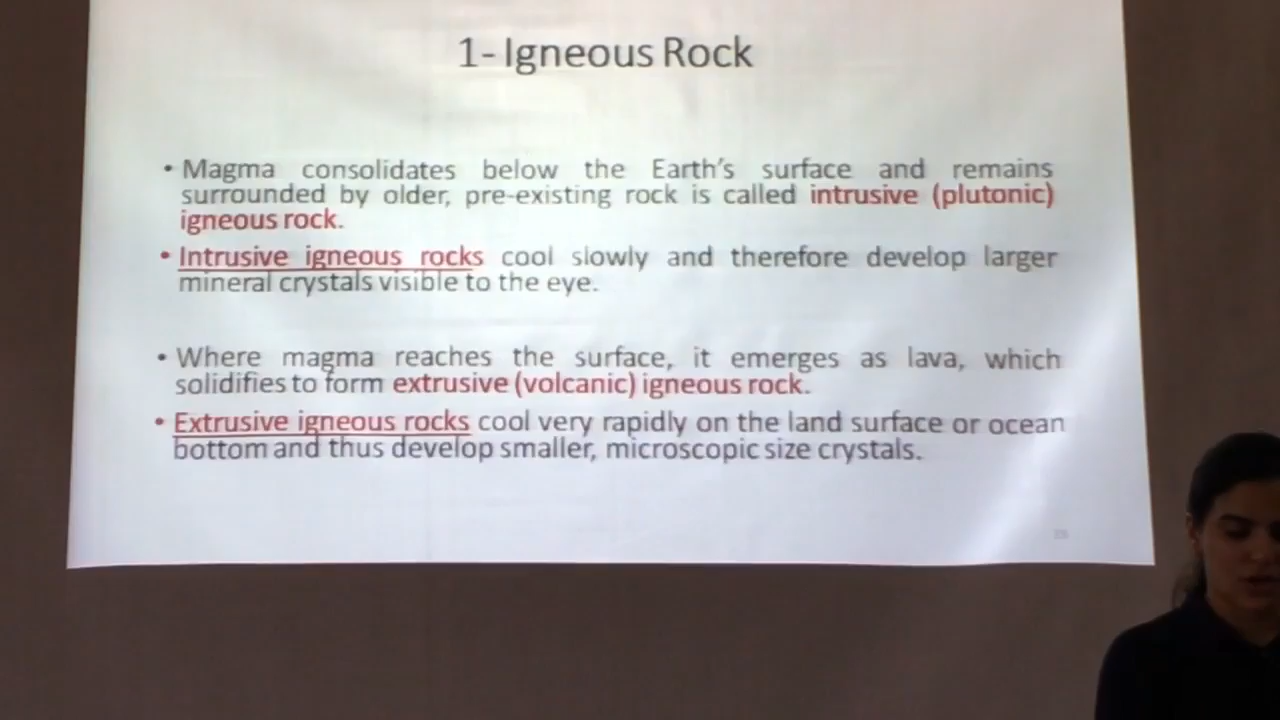 1- Igneous Rock
• Magma consolidates below the Earth's surface and remains
surrounded by older, pre-existing rock is called intrusive (plutonic)
igneous rock.
• Intrusive igneous rocks cool slowly and therefore develop larger
mineral crystals visible to the eye.
• Where magma reaches the surface, it emerges as lava, which
solidifies to form extrusive (volcanic) igneous rock.
• Extrusive igneous rocks cool very rapidly on the land surface or ocean
bottom and thus develop smaller, microscopic size crystals.